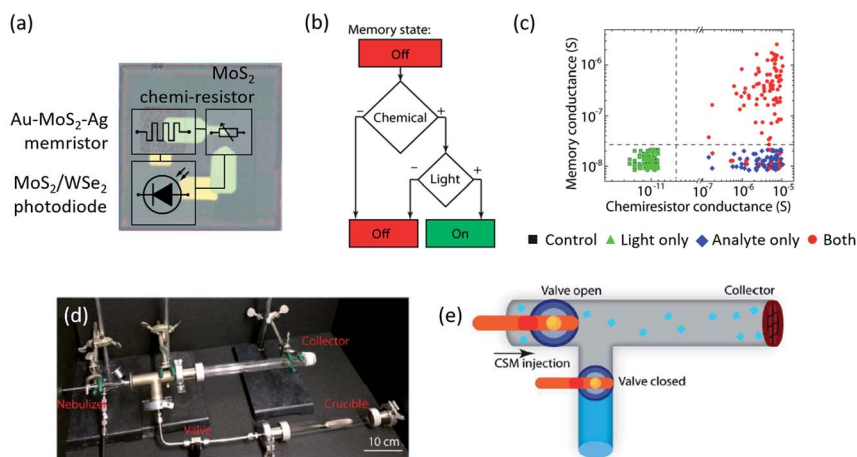 (a)
MoS2
chemi-resistor
Au-MoS2-Ag
memristor
MoS2/WSe2
photodiode
(b)
Memory state:
Off
−
Chemical
+
−
Light
+
Off
On
(c)
Memory conductance (S)
10-6
10-7
10-8
10-11
10-7
10-6
10-5
Chemiresistor conductance (S)
Control
Light only
Analyte only
Both
(d)
Collector
Nebulizer
Crucible
Valve
10 cm
(e)
Valve open
Collector
CSM injection
Valve closed